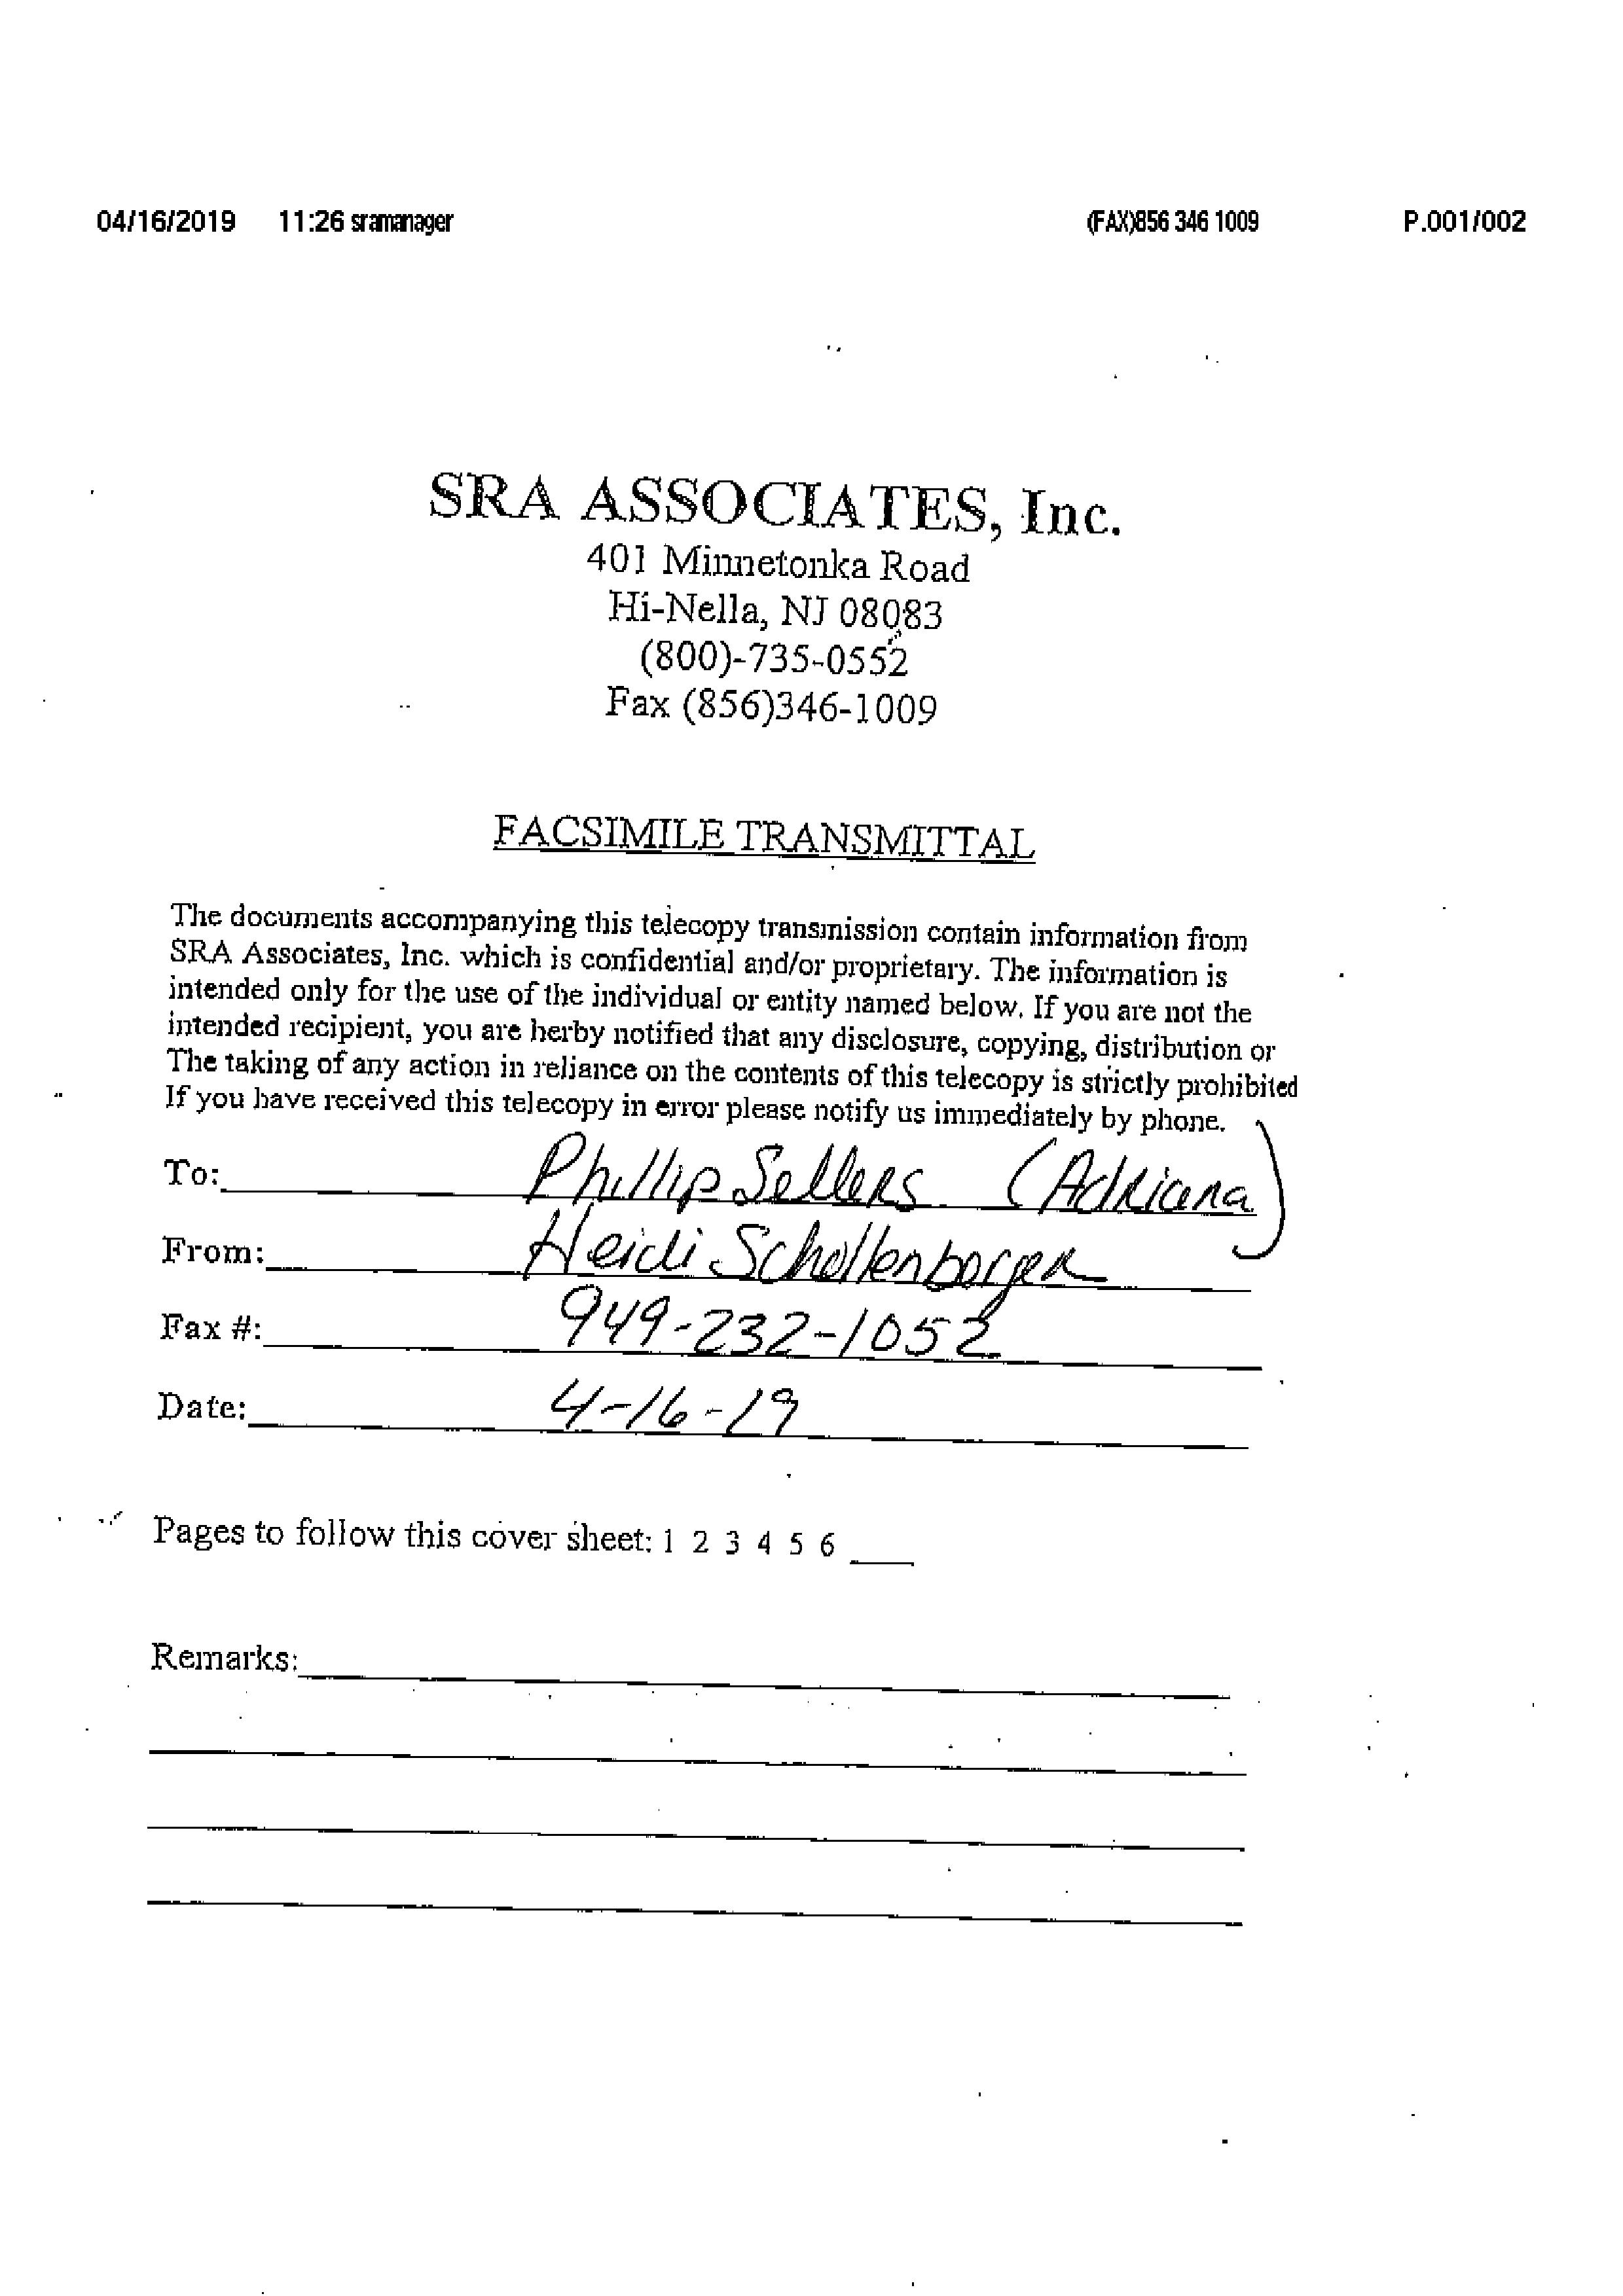 04/16/2019 11:26 sramanager (FAX)856 346 1009 P.001/002
SRA ASSOCIATES, Inc.
401 Minnetonka Road
Hi-Nella, NJ 08083
(800)-735-0552
Fax (856)346-1009
FACSIMILE TRANSMITTAL
The documents accompanying this telecopy transmission contain information from
SRA Associates, Inc. which is confidential and/or proprietary. The information is
intended only for the use of the individual or entity named below. If you are not the
intended recipient, you are herby notified that any disclosure, copying, distribution or
The taking of any action in reliance on the contents of this telecopy is strictly prohibited
If you have received this telecopy in error please notify us immediately by phone.
To: Phillip Sellers (Adriana)
From: Heidi Schollenberger
Fax #: 949-232-1052
Date: 4-16-19
Pages to follow this cover sheet: 1 2 3 4 5 6 ____
Remarks: